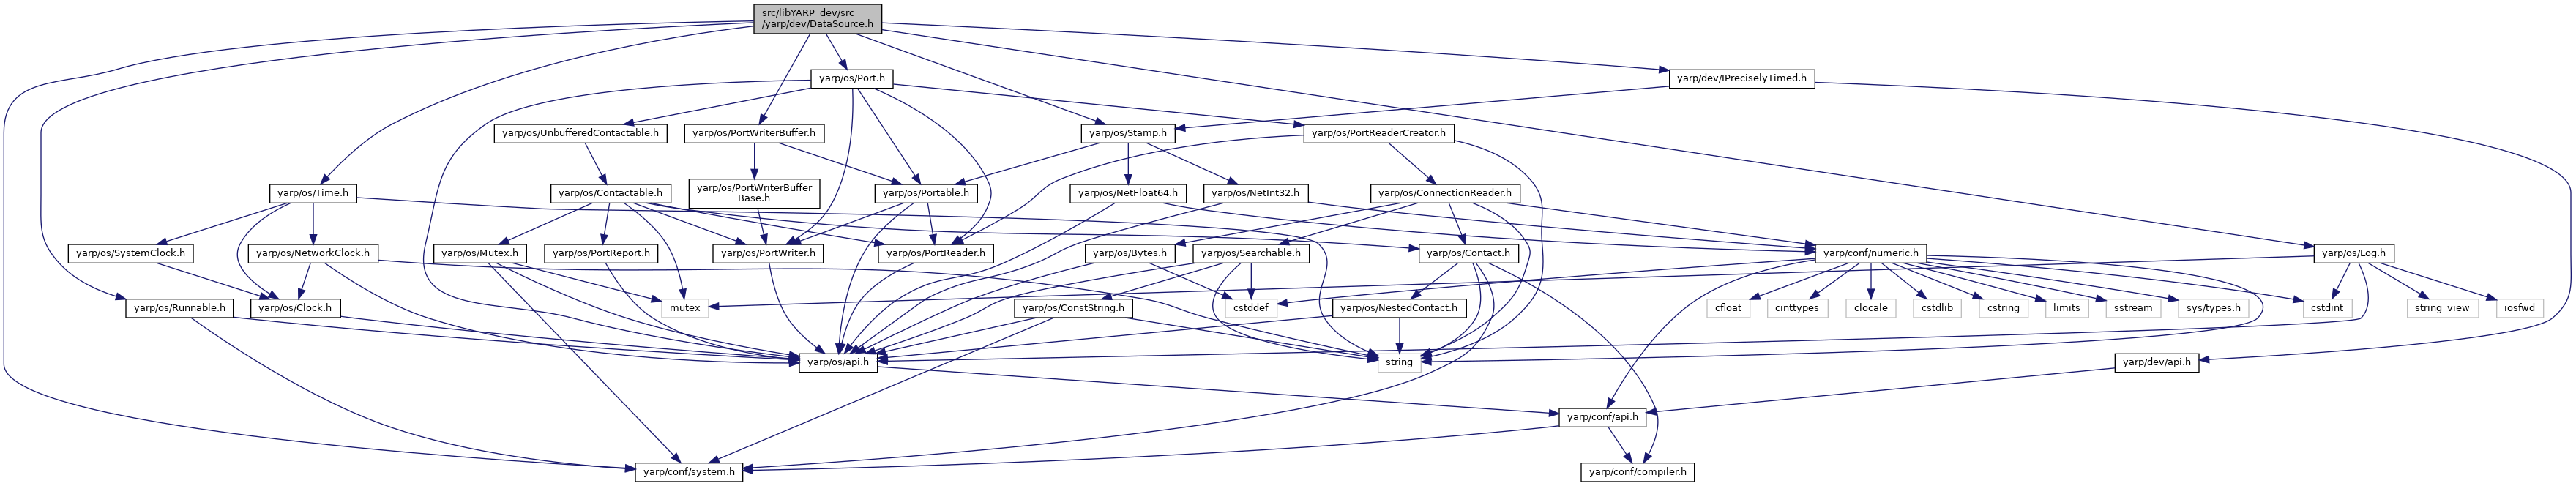 src/libYARP_dev/src
/yarp/dev/DataSource.h
yarp/os/Port.h
yarp/dev/IPreciselyTimed.h
yarp/os/UnbufferedContactable.h
yarp/os/PortWriterBuffer.h
yarp/os/Stamp.h
yarp/os/PortReaderCreator.h
yarp/os/Time.h
yarp/os/Contactable.h
yarp/os/PortWriterBuffer
Base.h
yarp/os/Portable.h
yarp/os/NetFloat64.h
yarp/os/NetInt32.h
yarp/os/ConnectionReader.h
yarp/os/SystemClock.h
yarp/os/NetworkClock.h
yarp/os/Mutex.h
yarp/os/PortReport.h
yarp/os/PortWriter.h
yarp/os/PortReader.h
yarp/os/Bytes.h
yarp/os/Searchable.h
yarp/os/Contact.h
yarp/conf/numeric.h
yarp/os/Log.h
yarp/os/Runnable.h
yarp/os/Clock.h
mutex
yarp/os/ConstString.h
cstddef
yarp/os/NestedContact.h
cfloat
cinttypes
clocale
cstdlib
cstring
limits
sstream
sys/types.h
cstdint
string_view
iosfwd
yarp/os/api.h
string
yarp/dev/api.h
yarp/conf/api.h
yarp/conf/system.h
yarp/conf/compiler.h